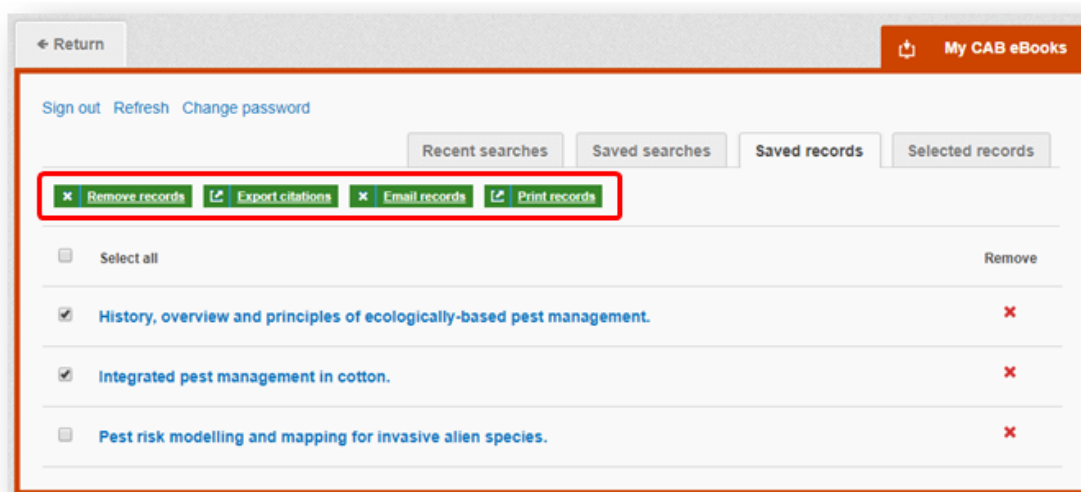 Return
My CAB eBooks
Sign out Refresh Change password
Recent searches Saved searches Saved records Selected records
Remove records Export citations Email records Print records
Select all Remove
History, overview and principles of ecologically-based pest management.
Integrated pest management in cotton.
Pest risk modelling and mapping for invasive alien species.